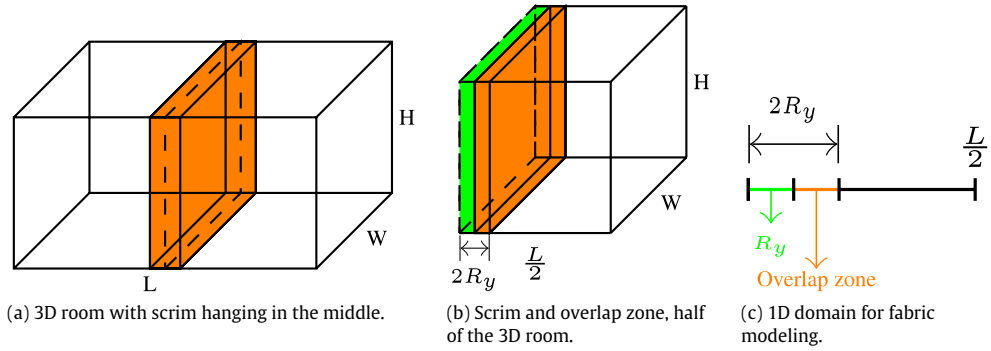 H
W
L
(a) 3D room with scrim hanging in the middle.
H
W
2R_y
L/2
(b) Scrim and overlap zone, half
of the 3D room.
2R_y
L/2
R_y
Overlap zone
(c) 1D domain for fabric
modeling.